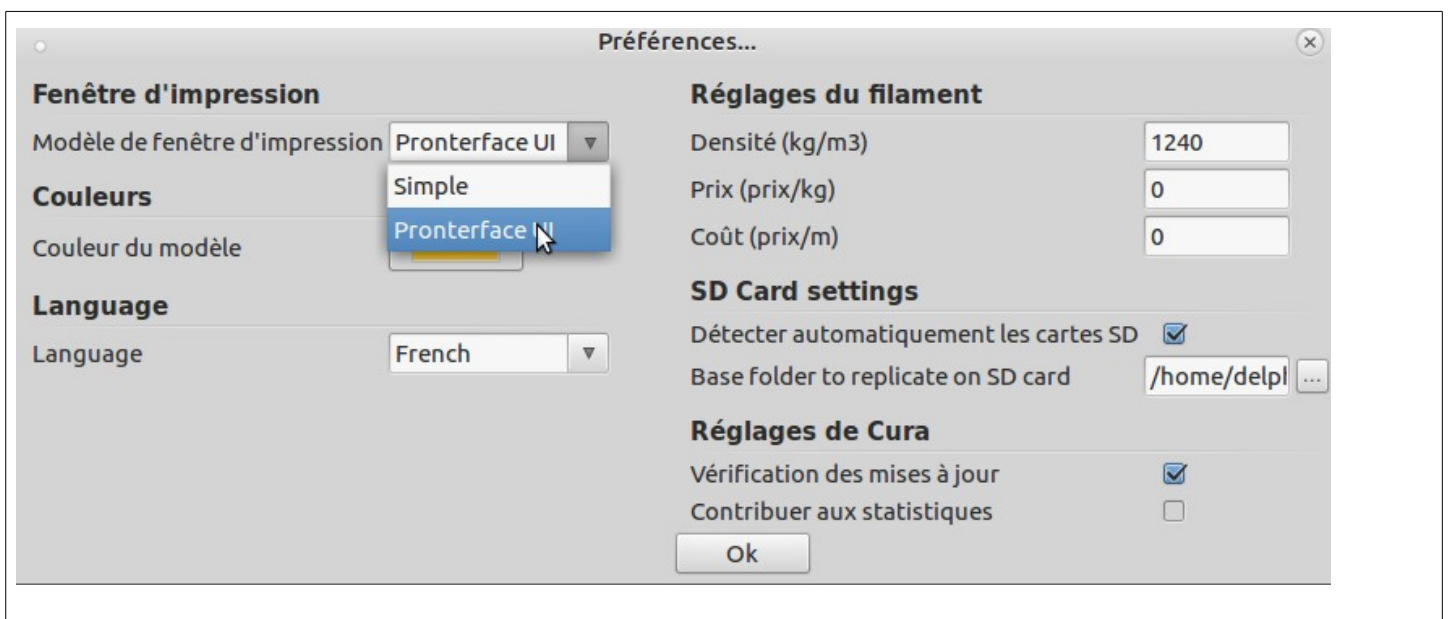 Préférences...
Fenêtre d'impression
Modèle de fenêtre d'impression Pronterface UI
Simple
Pronterface UI
Couleurs
Couleur du modèle
Language
Language French
Réglages du filament
Densité (kg/m3) 1240
Prix (prix/kg) 0
Coût (prix/m) 0
SD Card settings
Détecter automatiquement les cartes SD
Base folder to replicate on SD card /home/delpl ...
Réglages de Cura
Vérification des mises à jour
Contribuer aux statistiques
Ok